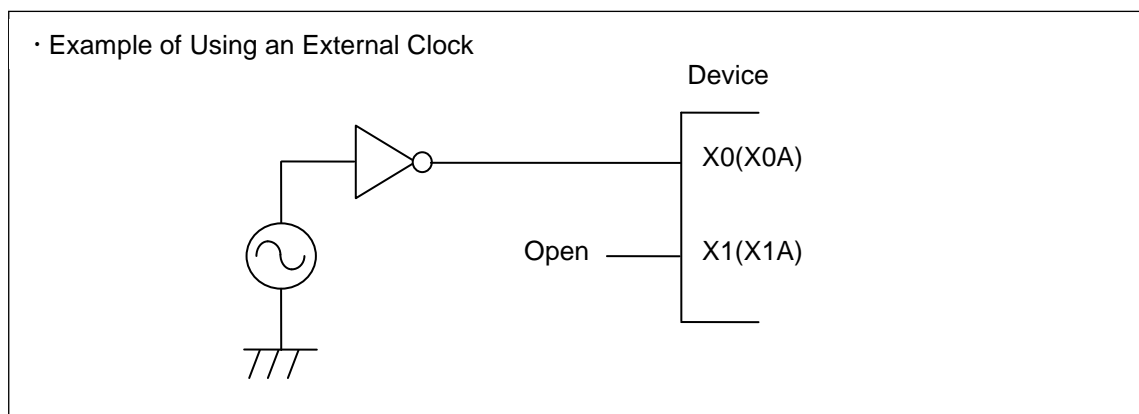 · Example of Using an External Clock
Device
X0(X0A)
Open
X1(X1A)